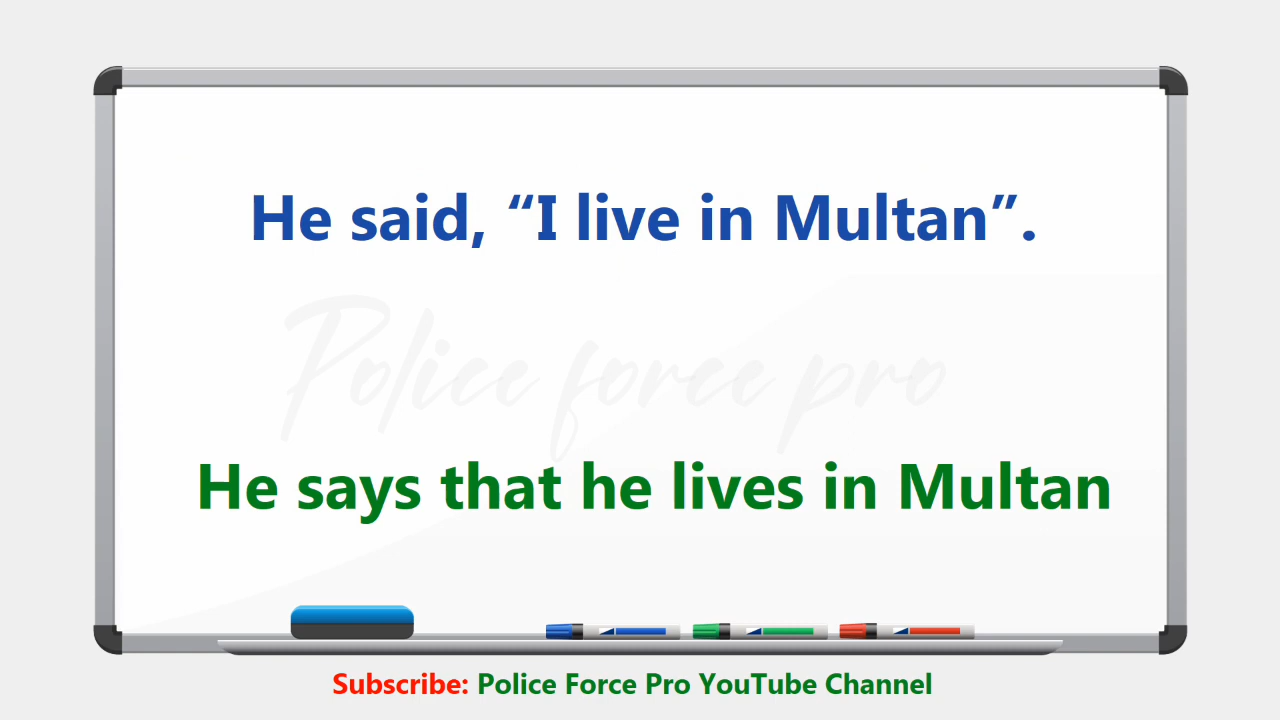 He said, “I live in Multan”.
Police force pro
He says that he lives in Multan
Subscribe: Police Force Pro YouTube Channel